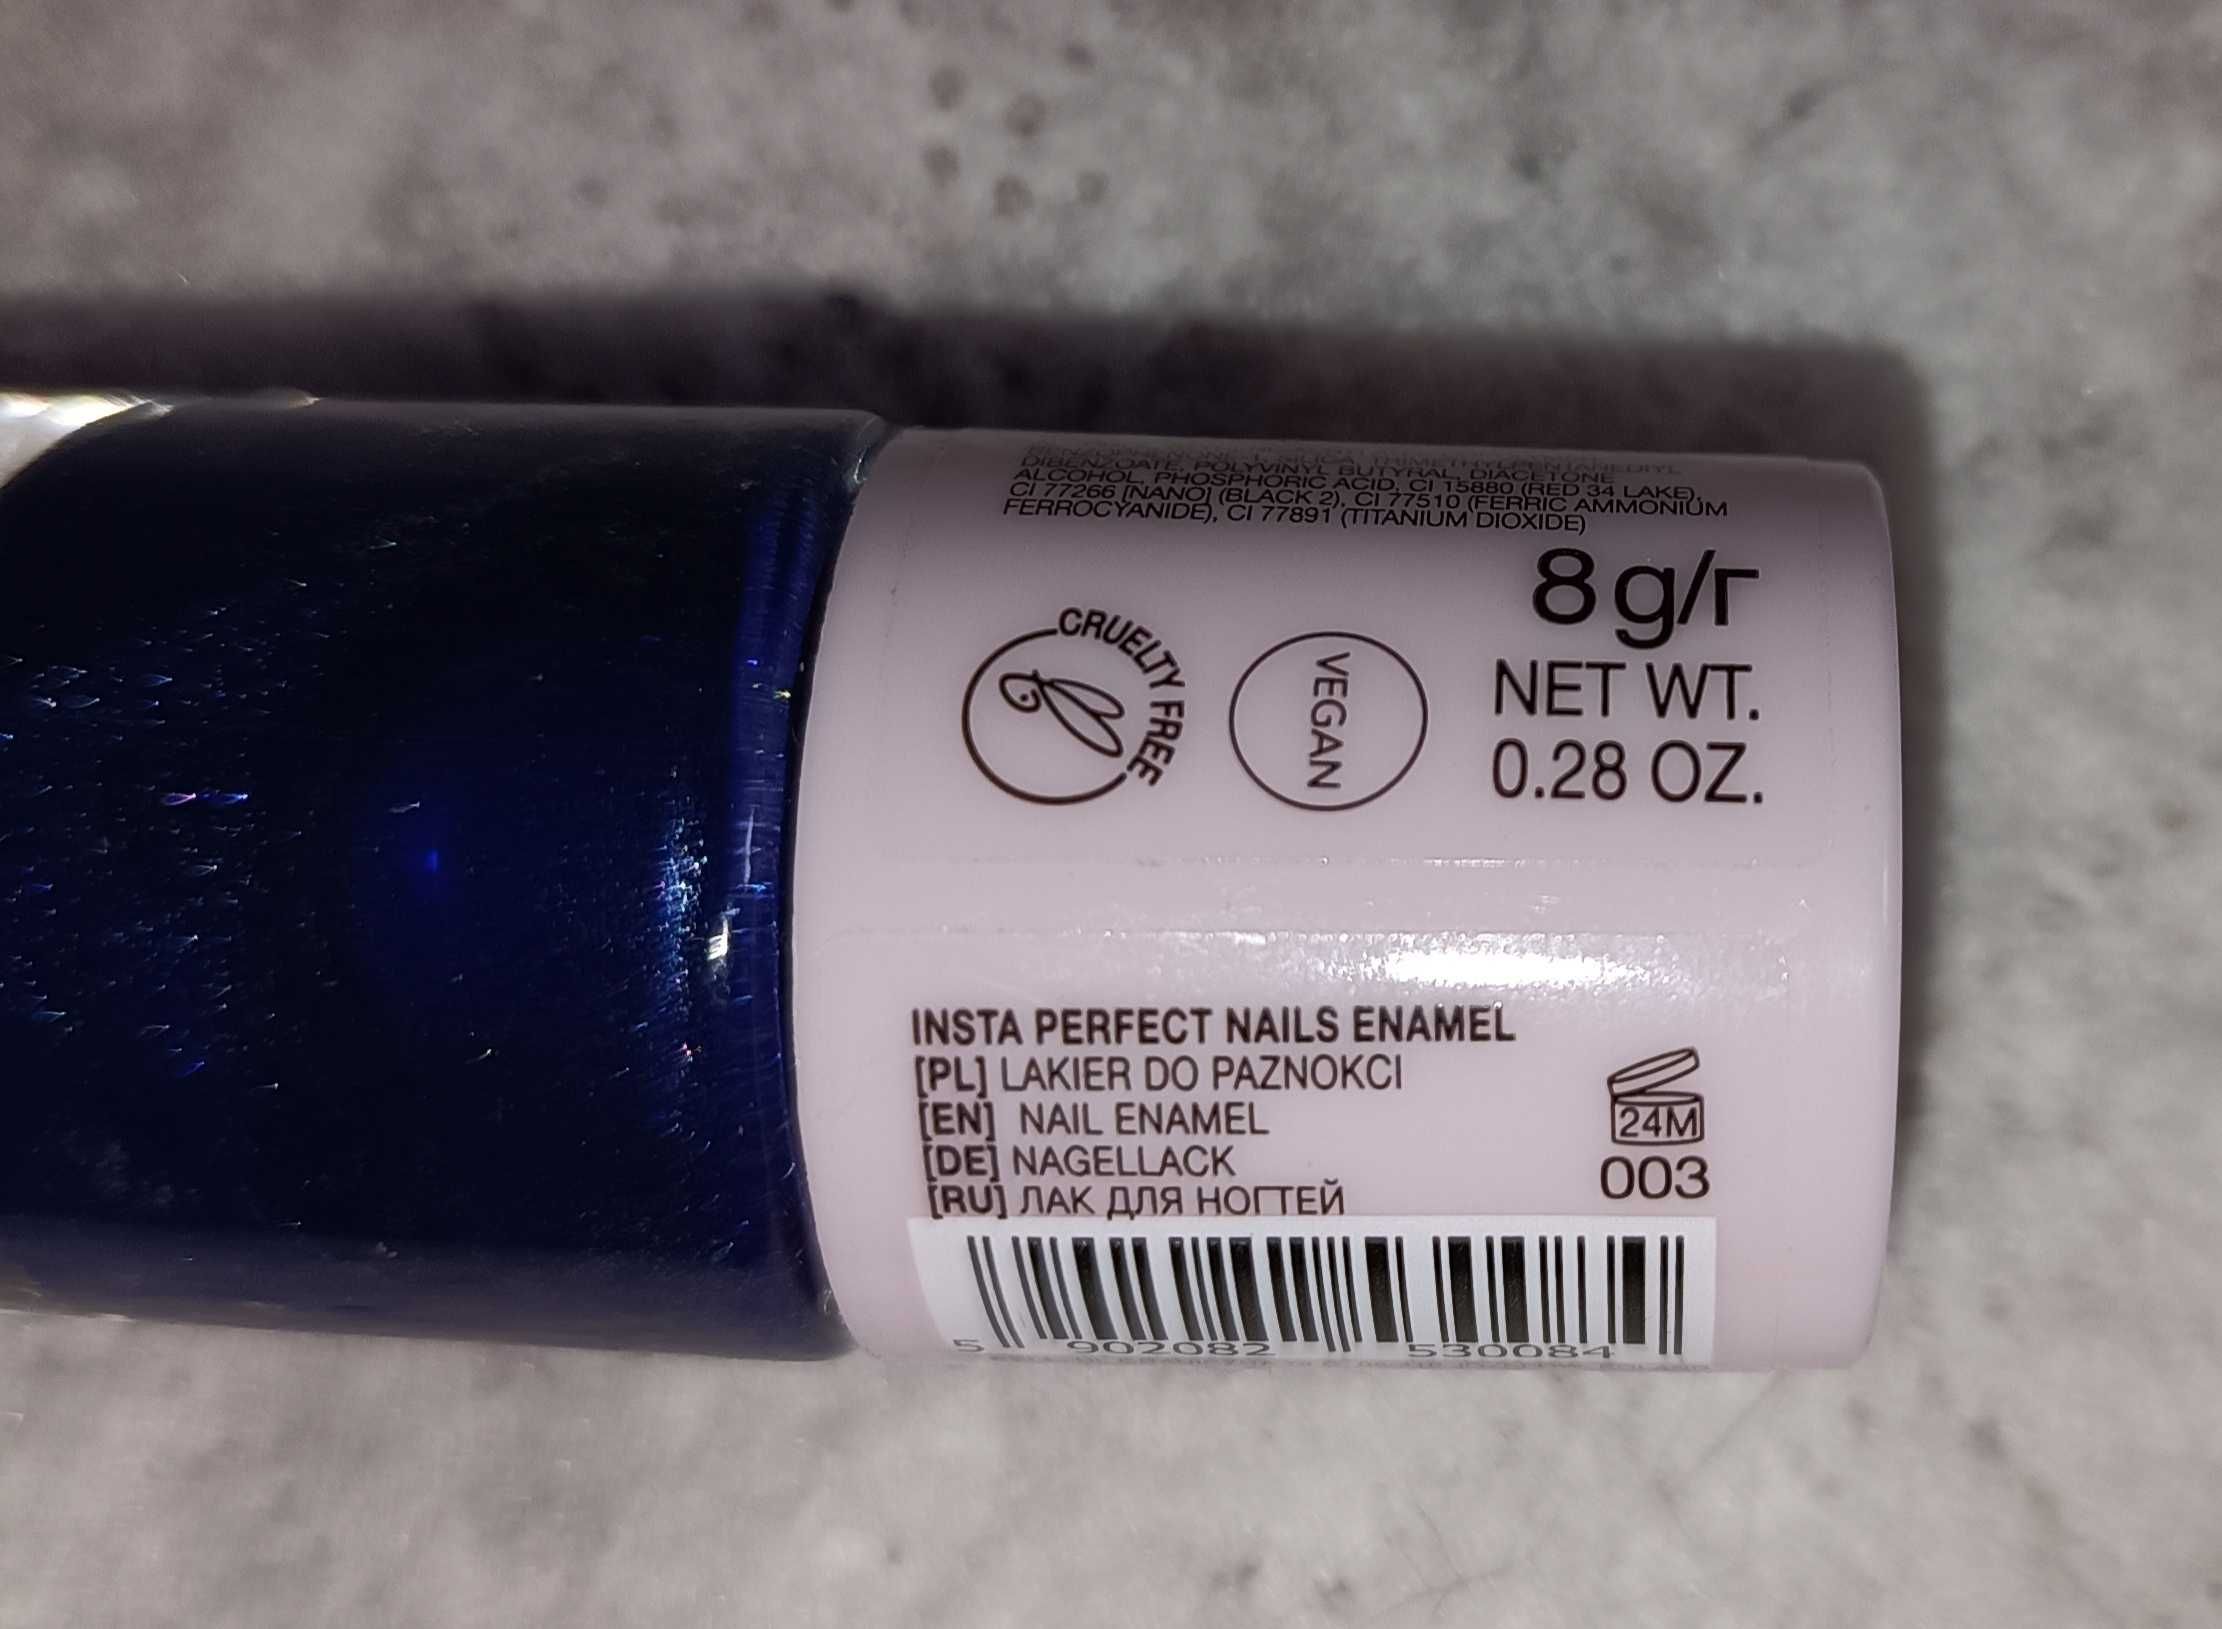 DIBENZOATE, POLYVINYL BUTYRAL, DIACETONE
ALCOHOL, PHOSPHORIC ACID, CI 15880 (RED 34 LAKE),
CI 77266 [NANO] (BLACK 2), CI 77510 (FERRIC AMMONIUM
FERROCYANIDE), CI 77891 (TITANIUM DIOXIDE)
8 g/г
NET WT.
0.28 OZ.
CRUELTY FREE
VEGAN
INSTA PERFECT NAILS ENAMEL
[PL] LAKIER DO PAZNOKCI
[EN] NAIL ENAMEL
[DE] NAGELLACK
[RU] ЛАК ДЛЯ НОГТЕЙ
24M
003
5 902082 530084